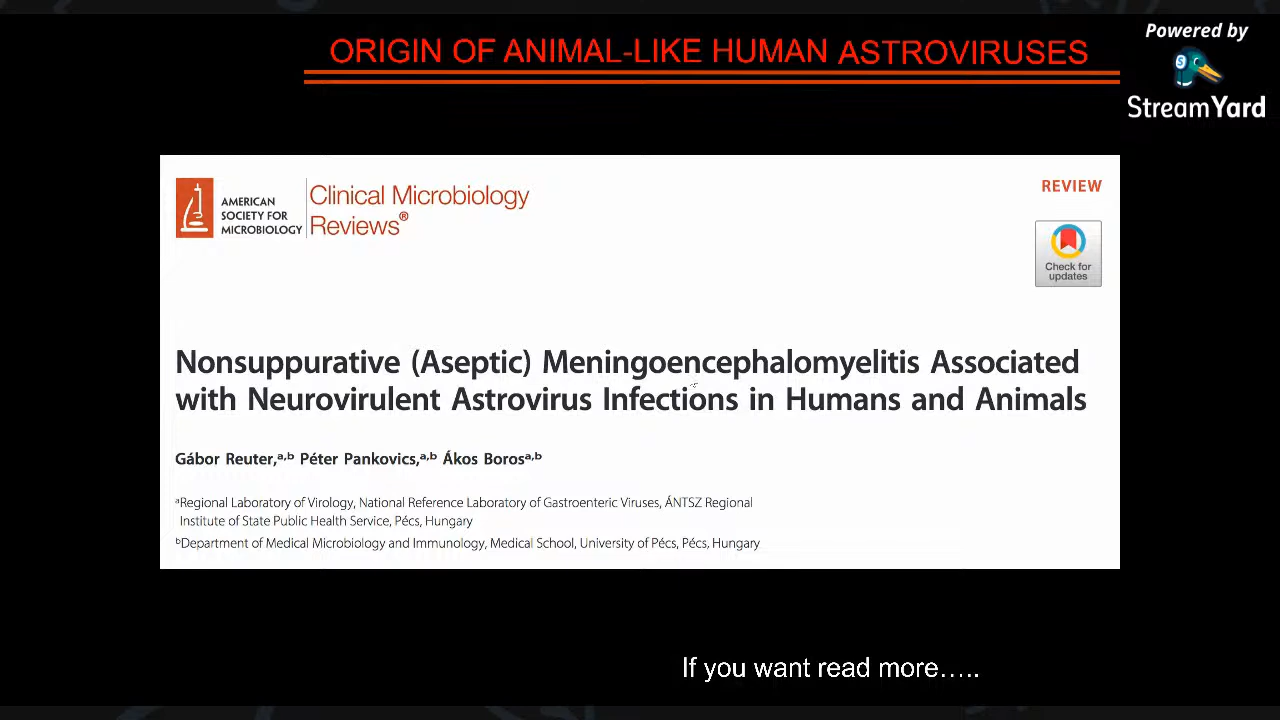 ORIGIN OF ANIMAL-LIKE HUMAN ASTROVIRUSES
Powered by
StreamYard
AMERICAN
SOCIETY FOR
MICROBIOLOGY
Clinical Microbiology
Reviews®
REVIEW
Check for
updates
Nonsuppurative (Aseptic) Meningoencephalomyelitis Associated
with Neurovirulent Astrovirus Infections in Humans and Animals
Gábor Reuter,ᵃ,ᵇ Péter Pankovics,ᵃ,ᵇ Ákos Borosᵃ,ᵇ
ᵃRegional Laboratory of Virology, National Reference Laboratory of Gastroenteric Viruses, ÁNTSZ Regional
Institute of State Public Health Service, Pécs, Hungary
ᵇDepartment of Medical Microbiology and Immunology, Medical School, University of Pécs, Pécs, Hungary
If you want read more…..